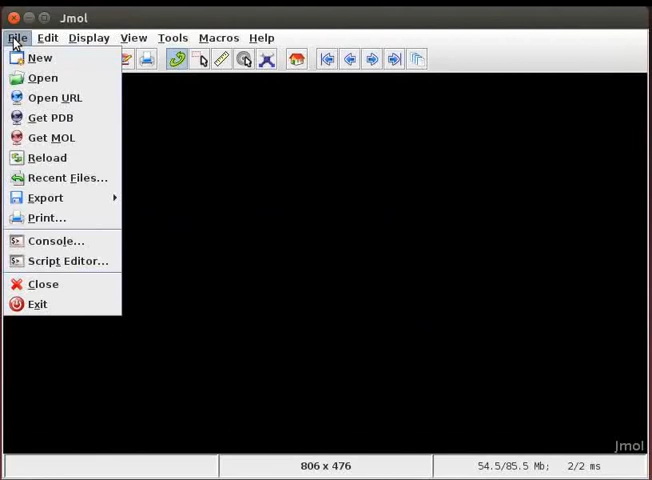 Jmol
File Edit Display View Tools Macros Help
New
Open
Open URL
Get PDB
Get MOL
Reload
Recent Files...
Export
Print...
Console...
Script Editor...
Close
Exit
Jmol
806 x 476 54.5/85.5 Mb; 2/2 ms